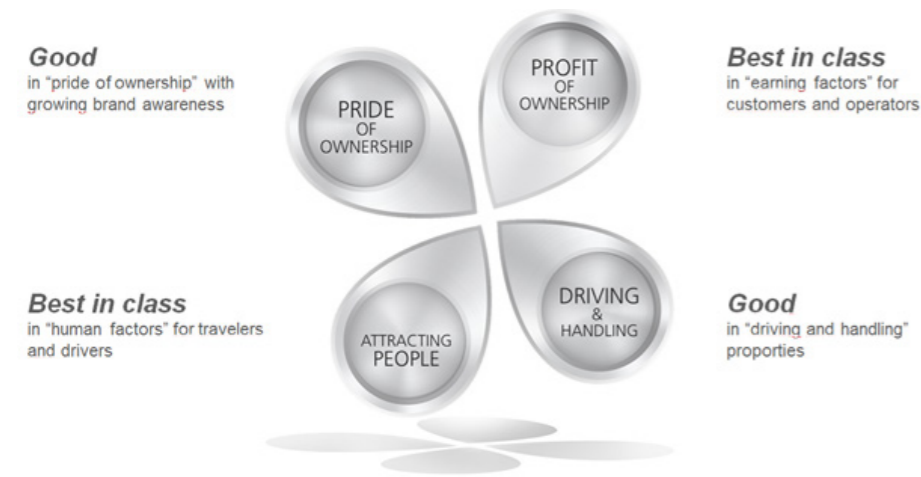 Good
in “pride of ownership” with
growing brand awareness
PRIDE
OF
OWNERSHIP
PROFIT
OF
OWNERSHIP
Best in class
in “earning factors” for
customers and operators
Best in class
in “human factors” for travelers
and drivers
ATTRACTING
PEOPLE
DRIVING
&
HANDLING
Good
in “driving and handling”
proporties